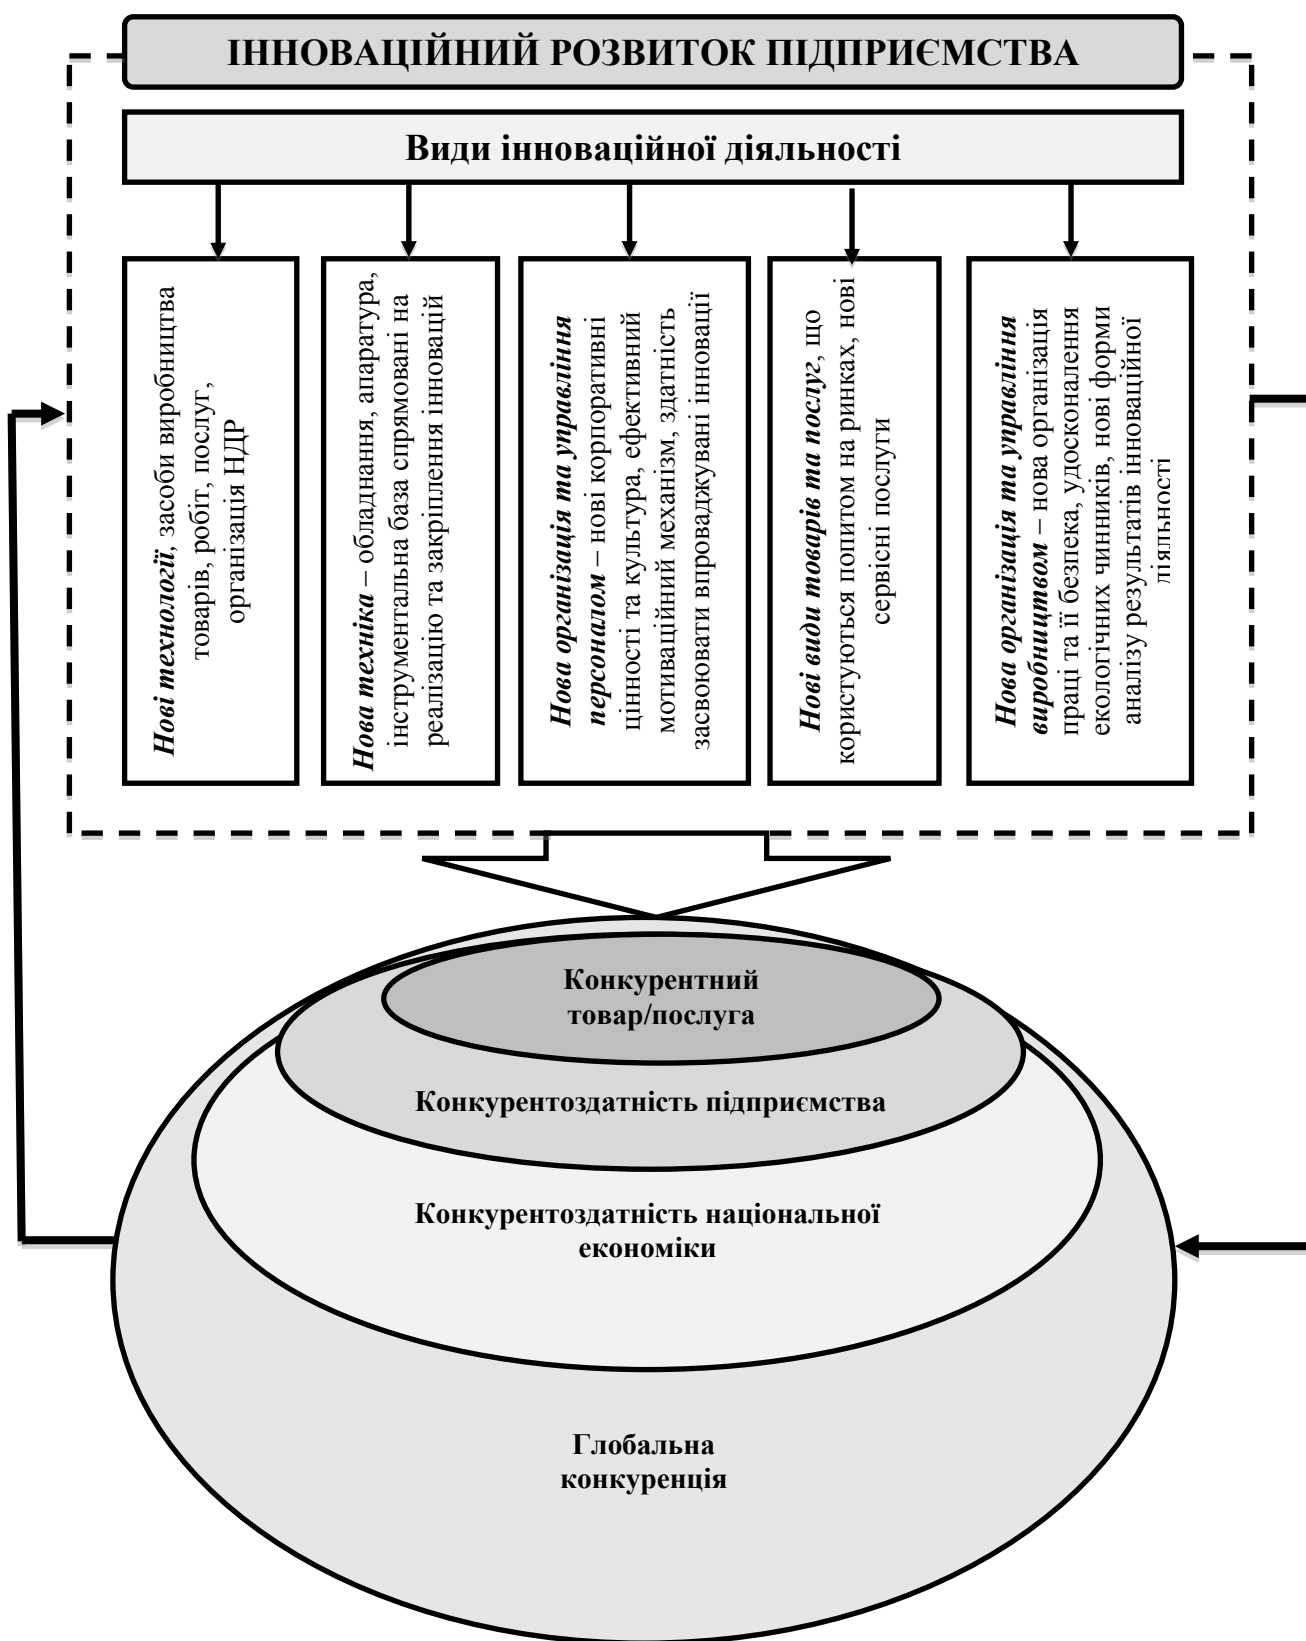 ІННОВАЦІЙНИЙ РОЗВИТОК ПІДПРИЄМСТВА
Види інноваційної діяльності
Нові технології, засоби виробництва
товарів, робіт, послуг,
організація НДР
Нова техніка – обладнання, апаратура,
інструментальна база спрямовані на
реалізацію та закріплення інновацій
Нова організація та управління
персоналом – нові корпоративні
цінності та культура, ефективний
мотиваційний механізм, здатність
засвоювати впроваджувані інновації
Нові види товарів та послуг, що
користуються попитом на ринках, нові
сервісні послуги
Нова організація та управління
виробництвом – нова організація
праці та її безпека, удосконалення
екологічних чинників, нові форми
аналізу результатів інноваційної
діяльності
Конкурентний
товар/послуга
Конкурентоздатність підприємства
Конкурентоздатність національної
економіки
Глобальна
конкуренція